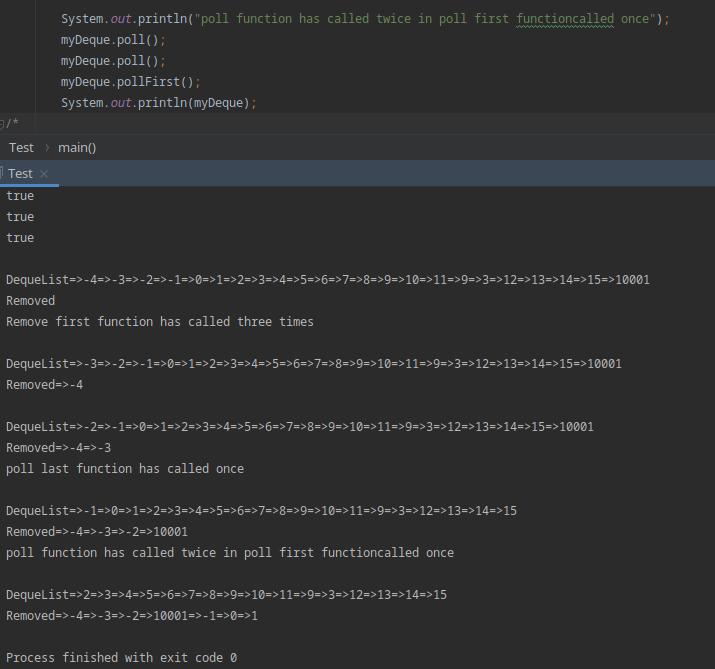 System.out.println("poll function has called twice in poll first functioncalled once");
myDeque.poll();
myDeque.poll();
myDeque.pollFirst();
System.out.println(myDeque);
/*
Test > main()
Test ×
true
true
true
DequeList=>-4=>-3=>-2=>-1=>0=>1=>2=>3=>4=>5=>6=>7=>8=>9=>10=>11=>9=>3=>12=>13=>14=>15=>10001
Removed
Remove first function has called three times
DequeList=>-3=>-2=>-1=>0=>1=>2=>3=>4=>5=>6=>7=>8=>9=>10=>11=>9=>3=>12=>13=>14=>15=>10001
Removed=>-4
DequeList=>-2=>-1=>0=>1=>2=>3=>4=>5=>6=>7=>8=>9=>10=>11=>9=>3=>12=>13=>14=>15=>10001
Removed=>-4=>-3
poll last function has called once
DequeList=>-1=>0=>1=>2=>3=>4=>5=>6=>7=>8=>9=>10=>11=>9=>3=>12=>13=>14=>15
Removed=>-4=>-3=>-2=>10001
poll function has called twice in poll first functioncalled once
DequeList=>2=>3=>4=>5=>6=>7=>8=>9=>10=>11=>9=>3=>12=>13=>14=>15
Removed=>-4=>-3=>-2=>10001=>-1=>0=>1
Process finished with exit code 0